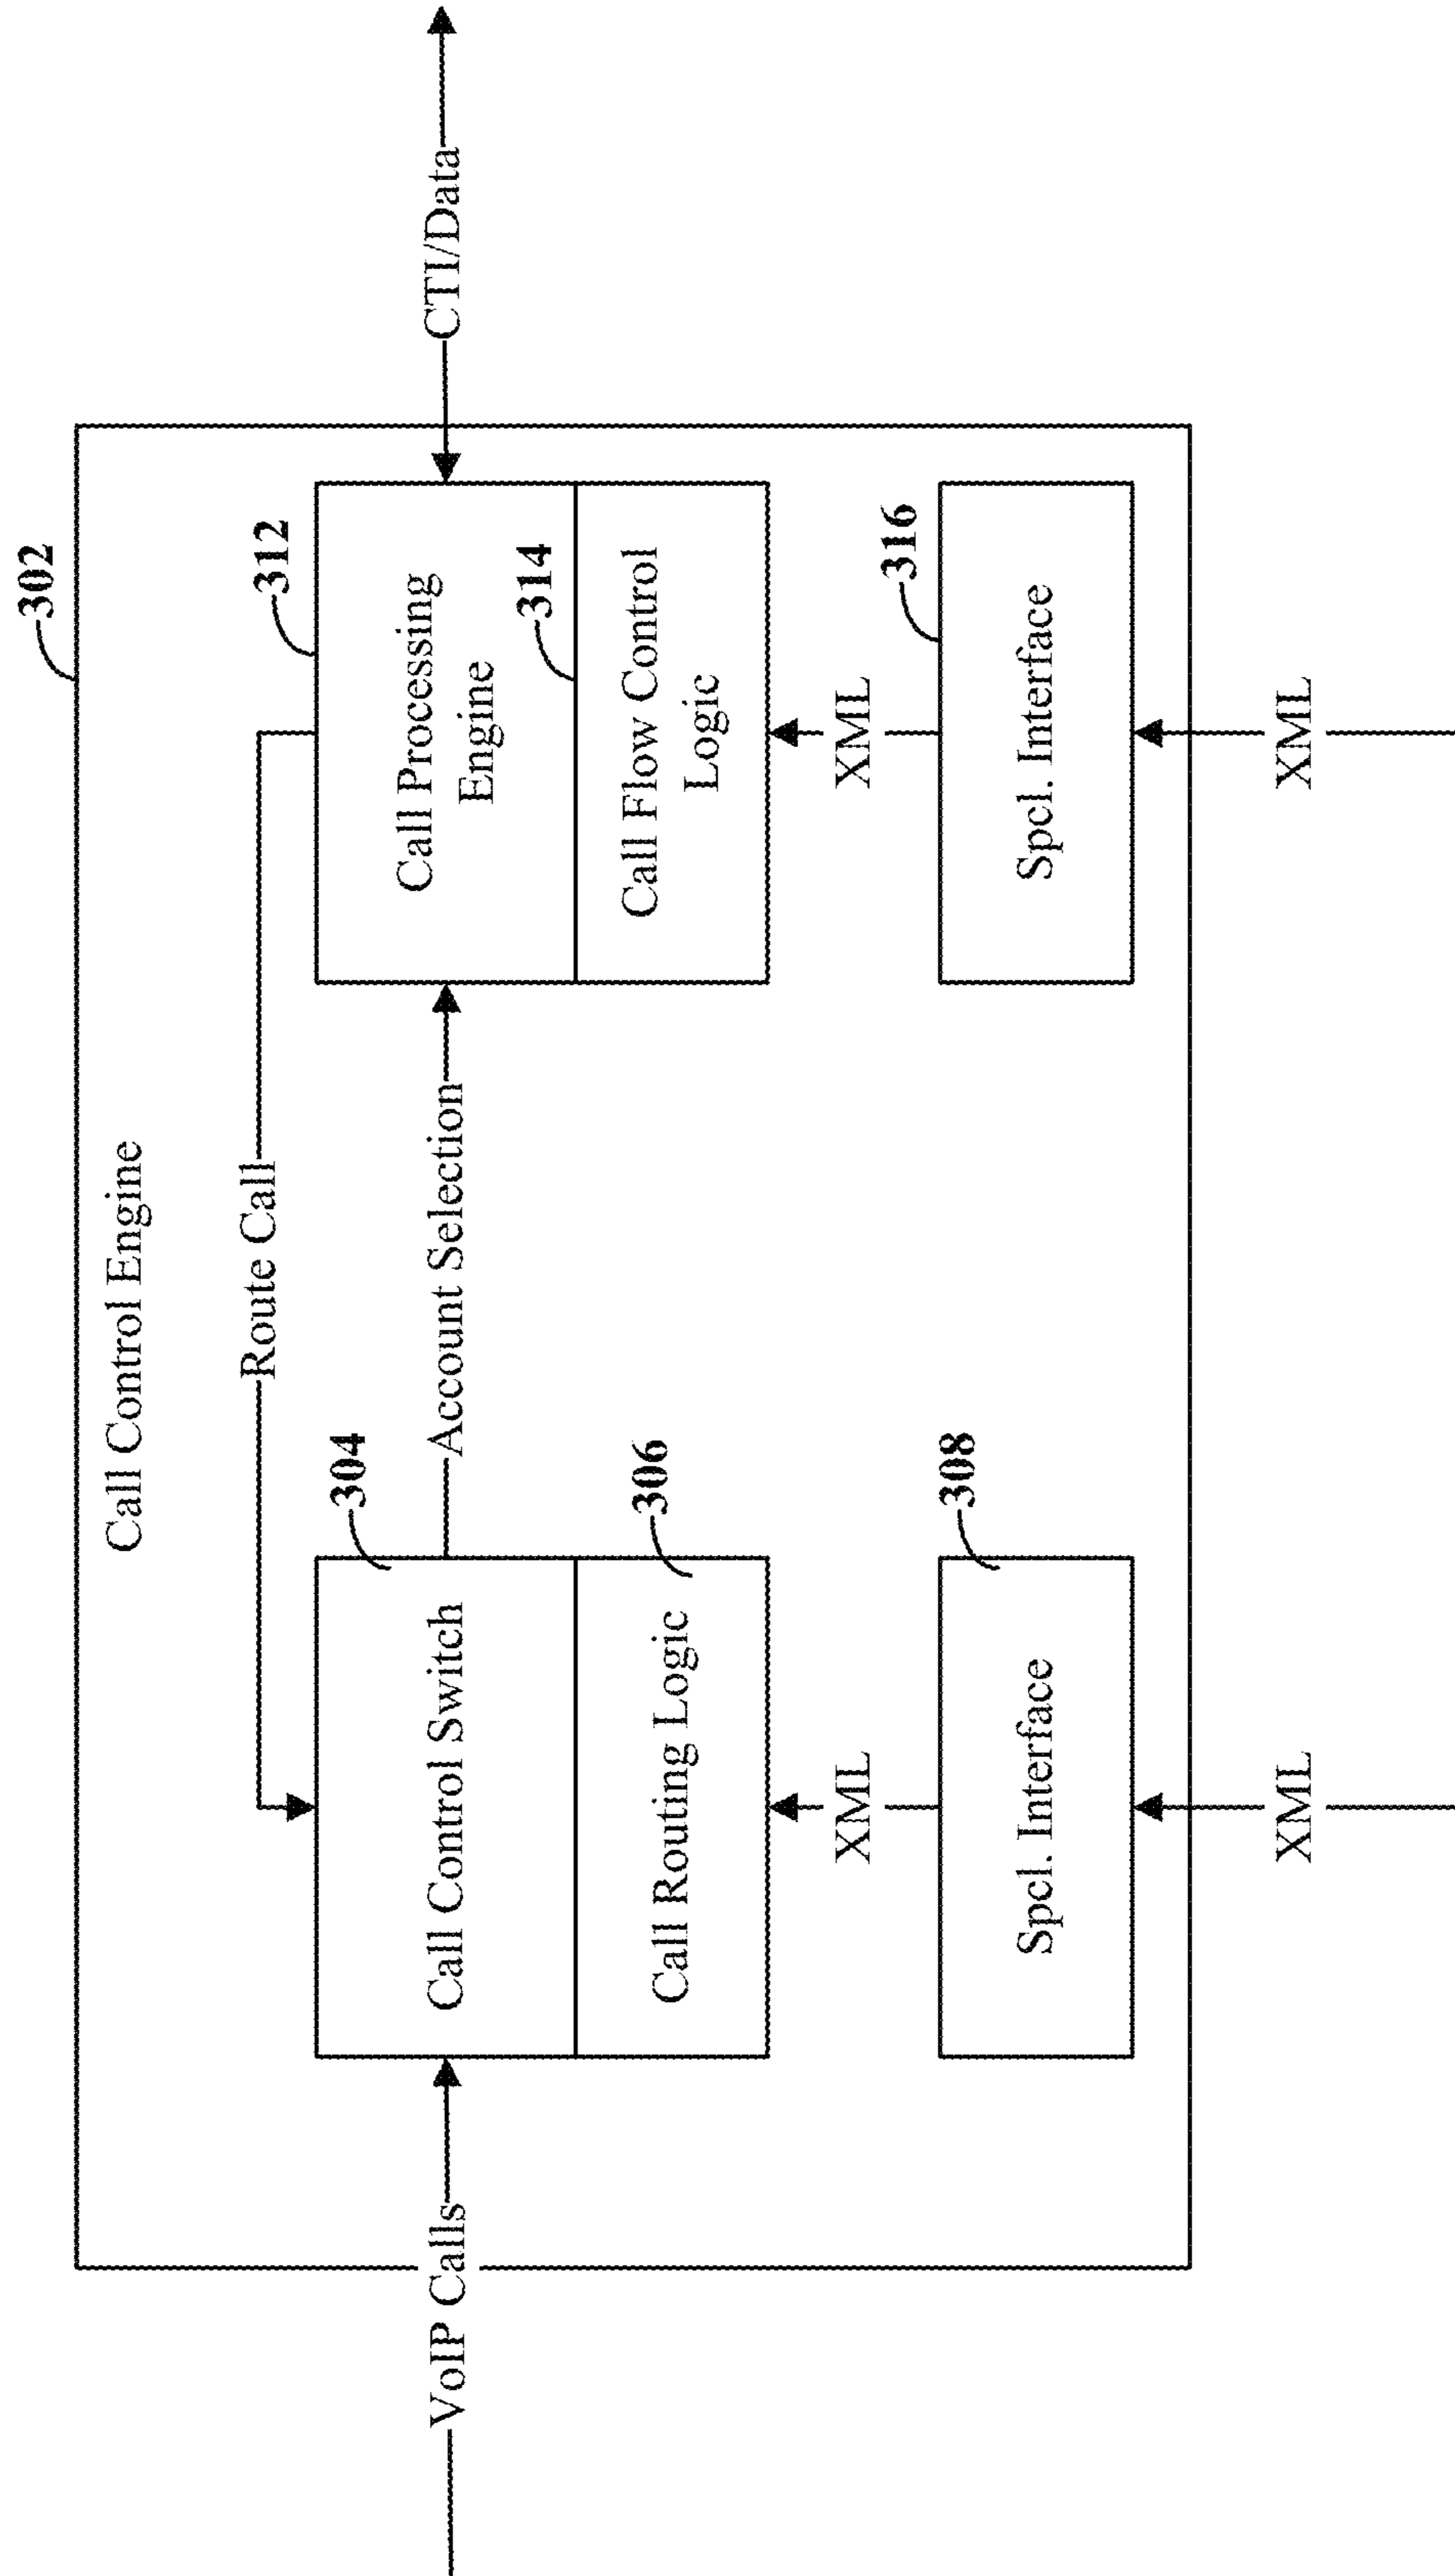 302
Call Control Engine
Route Call
312
304
Call Control Switch
VoIP Calls
Account Selection
Call Processing
Engine
CTI/Data
306
Call Routing Logic
314
Call Flow Control
Logic
XML
XML
308
Spcl. Interface
316
Spcl. Interface
XML
XML